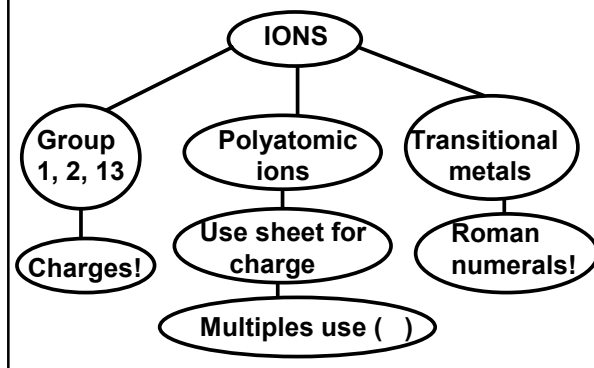 IONS
Group
1, 2, 13
Polyatomic
ions
Transitional
metals
Charges!
Use sheet for
charge
Roman
numerals!
Multiples use (   )